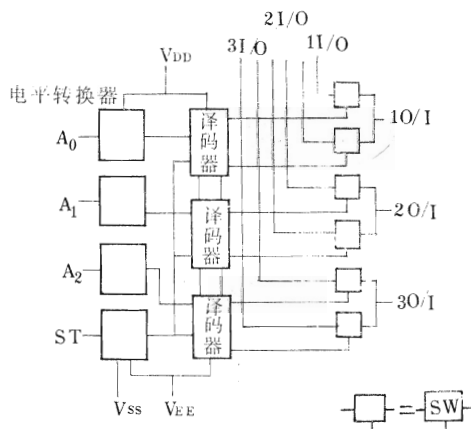 2I/O
3I/O 1I/O
VDD
电平转换器
A0
译码器
1O/I
A1
译码器
2O/I
A2
译码器
3O/I
ST
VSS VEE
= SW